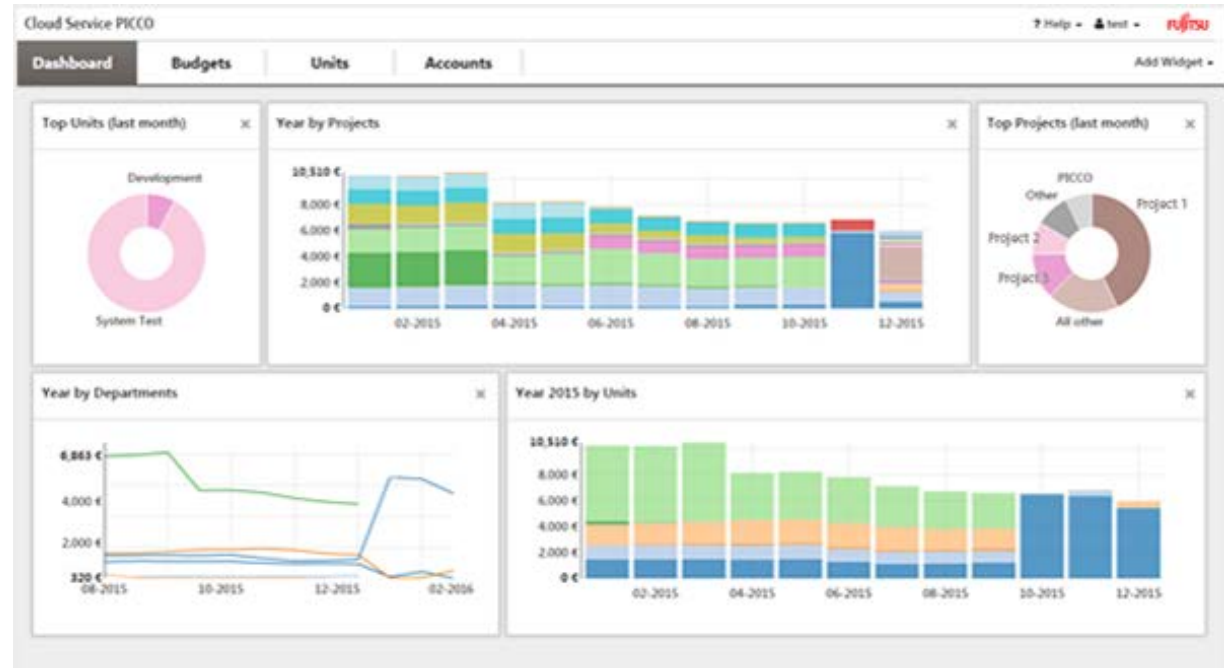 Cloud Service PICCO
? Help
test
FUJITSU
Dashboard
Budgets
Units
Accounts
Add Widget
Top Units (last month)
×
Development
System Test
Year by Projects
×
10,510 €
8,000 €
6,000 €
4,000 €
2,000 €
0 €
02-2015
04-2015
06-2015
08-2015
10-2015
12-2015
Top Projects (last month)
×
PICCO
Other
Project 1
Project 2
Project 3
All other
Year by Departments
×
6,863 €
4,000 €
2,000 €
320 €
08-2015
10-2015
12-2015
02-2016
Year 2015 by Units
×
10,510 €
8,000 €
6,000 €
4,000 €
2,000 €
0 €
02-2015
04-2015
06-2015
08-2015
10-2015
12-2015